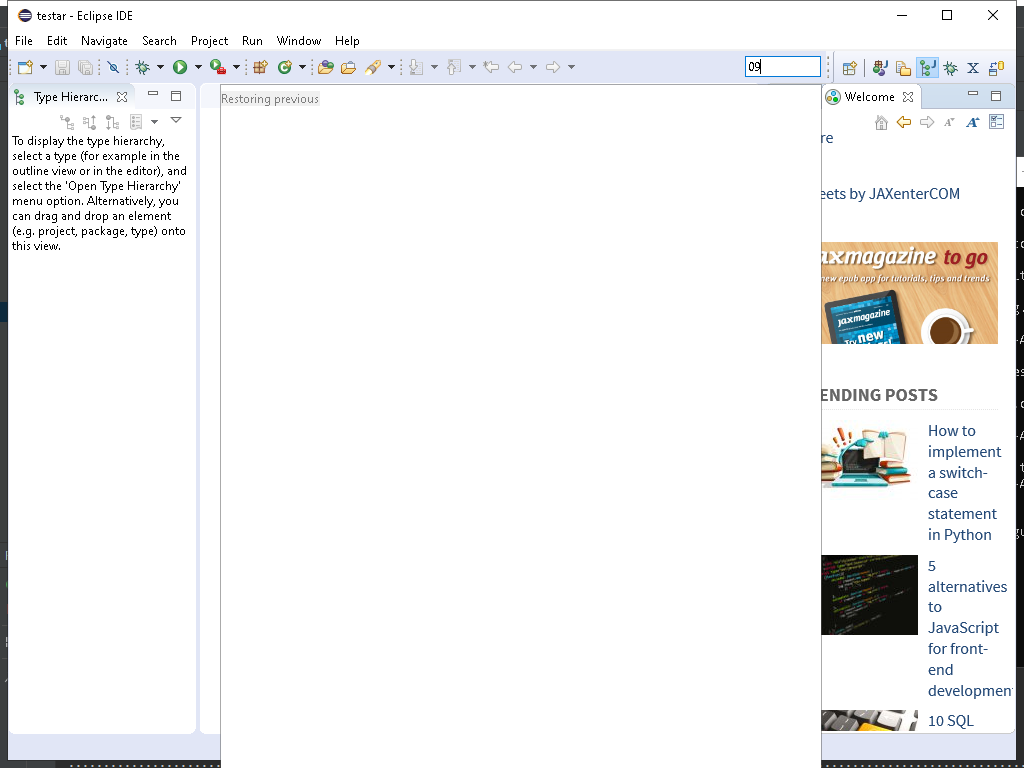 testar - Eclipse IDE
File Edit Navigate Search Project Run Window Help
09
Type Hierarc...
To display the type hierarchy,
select a type (for example in the
outline view or in the editor), and
select the 'Open Type Hierarchy'
menu option. Alternatively, you
can drag and drop an element
(e.g. project, package, type) onto
this view.
Restoring previous
Welcome
re
eets by JAXenterCOM
axmagazine to go
new epub app for tutorials, tips and trends
jaxmagazine
Try new
ENDING POSTS
How to
implement
a switch-
case
statement
in Python
5
alternatives
to
JavaScript
for front-
end
developmen
10 SQL